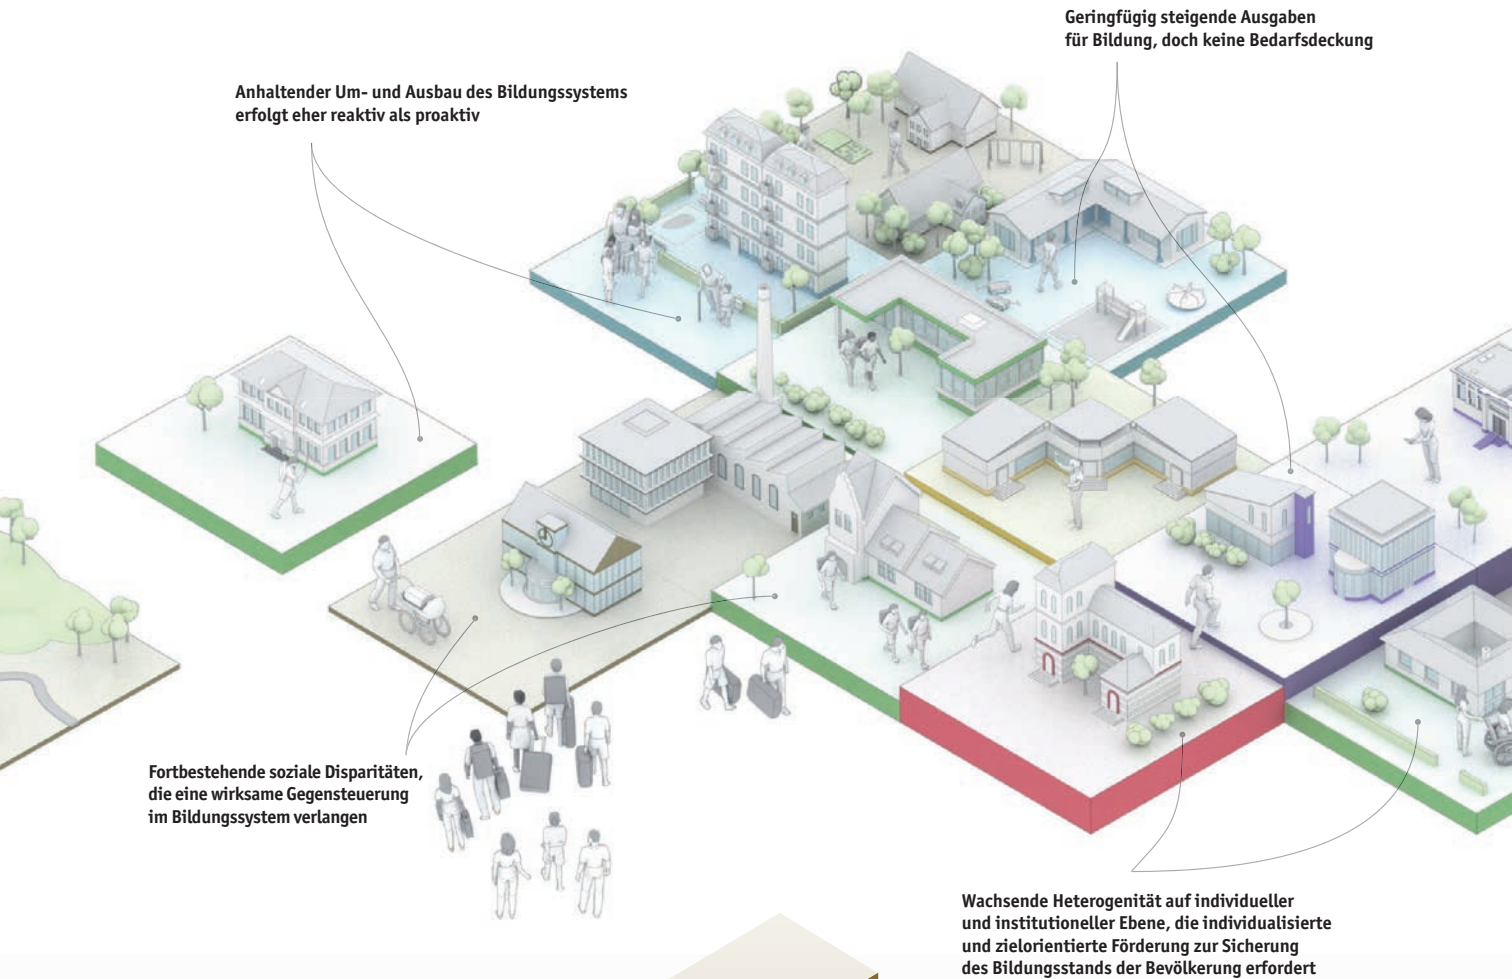 Geringfügig steigende Ausgaben
für Bildung, doch keine Bedarfsdeckung
Anhaltender Um- und Ausbau des Bildungssystems
erfolgt eher reaktiv als proaktiv
Fortbestehende soziale Disparitäten,
die eine wirksame Gegensteuerung
im Bildungssystem verlangen
Wachsende Heterogenität auf individueller
und institutioneller Ebene, die individualisierte
und zielorientierte Förderung zur Sicherung
des Bildungsstands der Bevölkerung erfordert